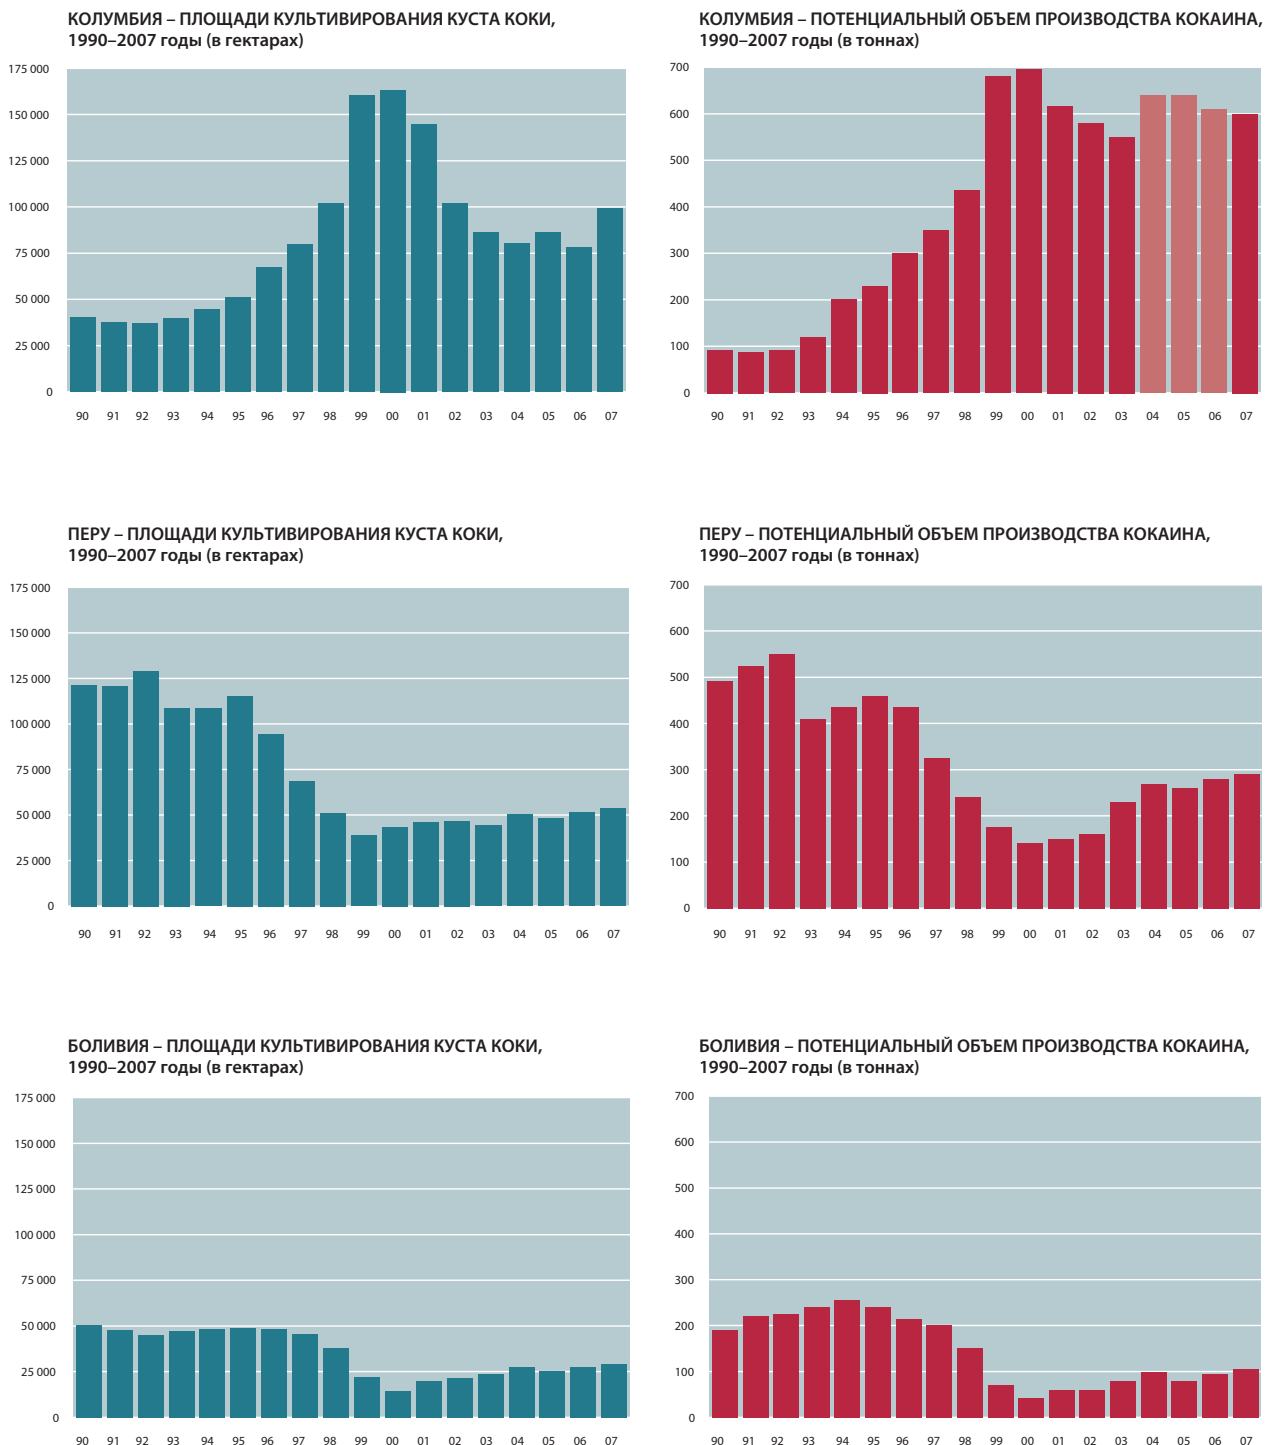 КОЛУМБИЯ – ПЛОЩАДИ КУЛЬТИВИРОВАНИЯ КУСТА КОКИ,
1990–2007 годы (в гектарах)
175 000
150 000
125 000
100 000
75 000
50 000
25 000
0
90 91 92 93 94 95 96 97 98 99 00 01 02 03 04 05 06 07
КОЛУМБИЯ – ПОТЕНЦИАЛЬНЫЙ ОБЪЕМ ПРОИЗВОДСТВА КОКАИНА,
1990–2007 годы (в тоннах)
700
600
500
400
300
200
100
0
90 91 92 93 94 95 96 97 98 99 00 01 02 03 04 05 06 07
ПЕРУ – ПЛОЩАДИ КУЛЬТИВИРОВАНИЯ КУСТА КОКИ,
1990–2007 годы (в гектарах)
175 000
150 000
125 000
100 000
75 000
50 000
25 000
0
90 91 92 93 94 95 96 97 98 99 00 01 02 03 04 05 06 07
ПЕРУ – ПОТЕНЦИАЛЬНЫЙ ОБЪЕМ ПРОИЗВОДСТВА КОКАИНА,
1990–2007 годы (в тоннах)
700
600
500
400
300
200
100
0
90 91 92 93 94 95 96 97 98 99 00 01 02 03 04 05 06 07
БОЛИВИЯ – ПЛОЩАДИ КУЛЬТИВИРОВАНИЯ КУСТА КОКИ,
1990–2007 годы (в гектарах)
175 000
150 000
125 000
100 000
75 000
50 000
25 000
0
90 91 92 93 94 95 96 97 98 99 00 01 02 03 04 05 06 07
БОЛИВИЯ – ПОТЕНЦИАЛЬНЫЙ ОБЪЕМ ПРОИЗВОДСТВА КОКАИНА,
1990–2007 годы (в тоннах)
700
600
500
400
300
200
100
0
90 91 92 93 94 95 96 97 98 99 00 01 02 03 04 05 06 07